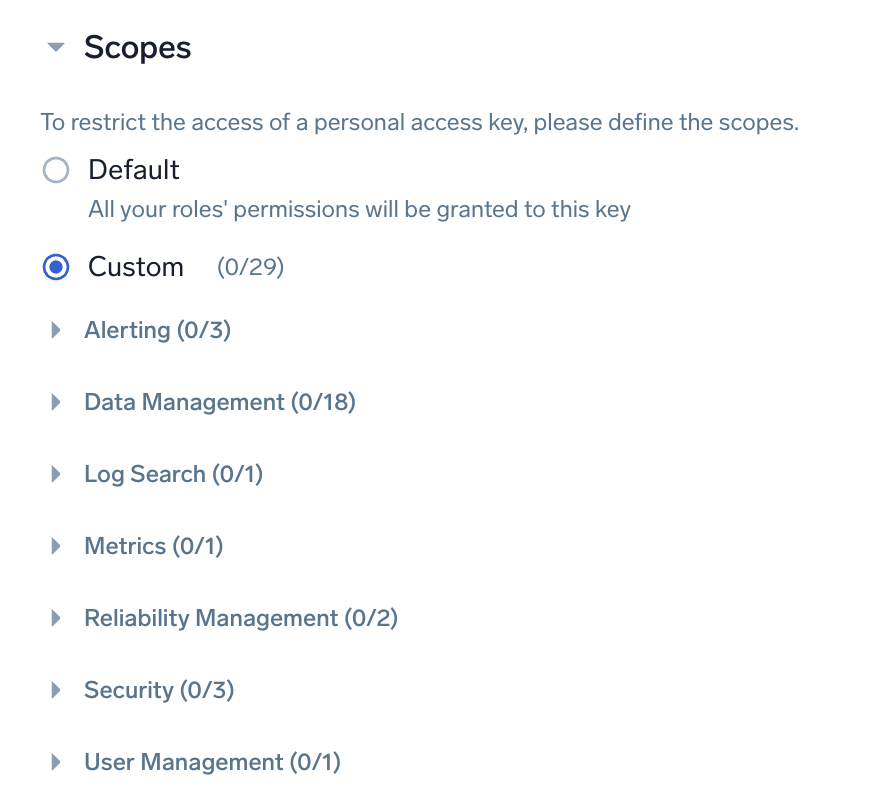 Scopes
To restrict the access of a personal access key, please define the scopes.
Default
All your roles' permissions will be granted to this key
Custom (0/29)
Alerting (0/3)
Data Management (0/18)
Log Search (0/1)
Metrics (0/1)
Reliability Management (0/2)
Security (0/3)
User Management (0/1)